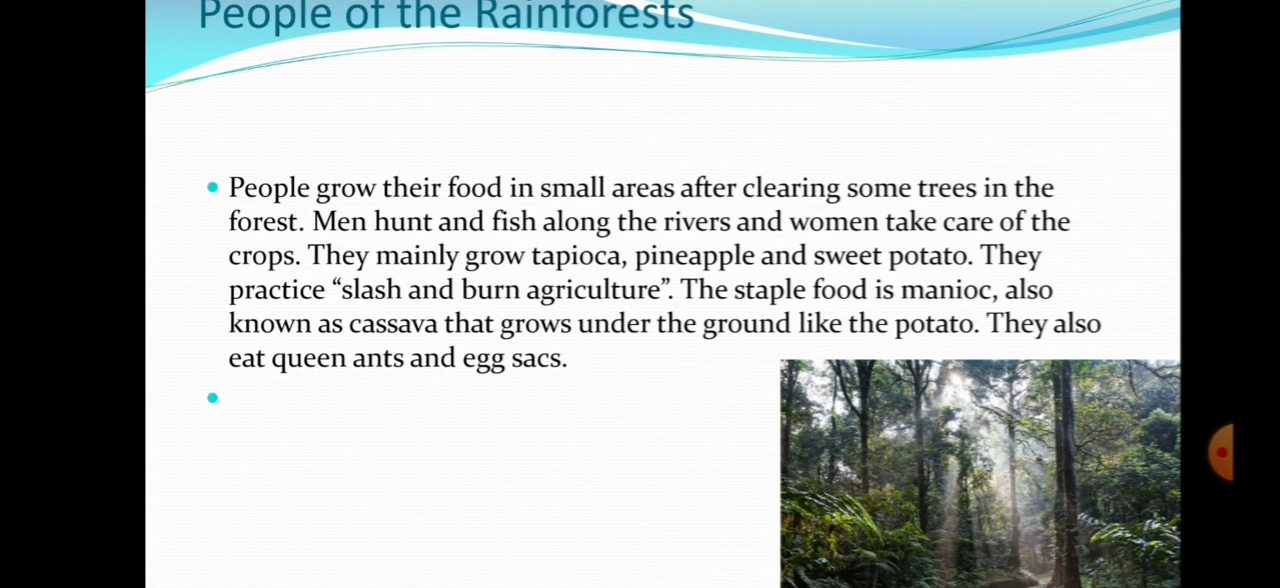 People of the Rainforests
People grow their food in small areas after clearing some trees in the
forest. Men hunt and fish along the rivers and women take care of the
crops. They mainly grow tapioca, pineapple and sweet potato. They
practice “slash and burn agriculture”. The staple food is manioc, also
known as cassava that grows under the ground like the potato. They also
eat queen ants and egg sacs.